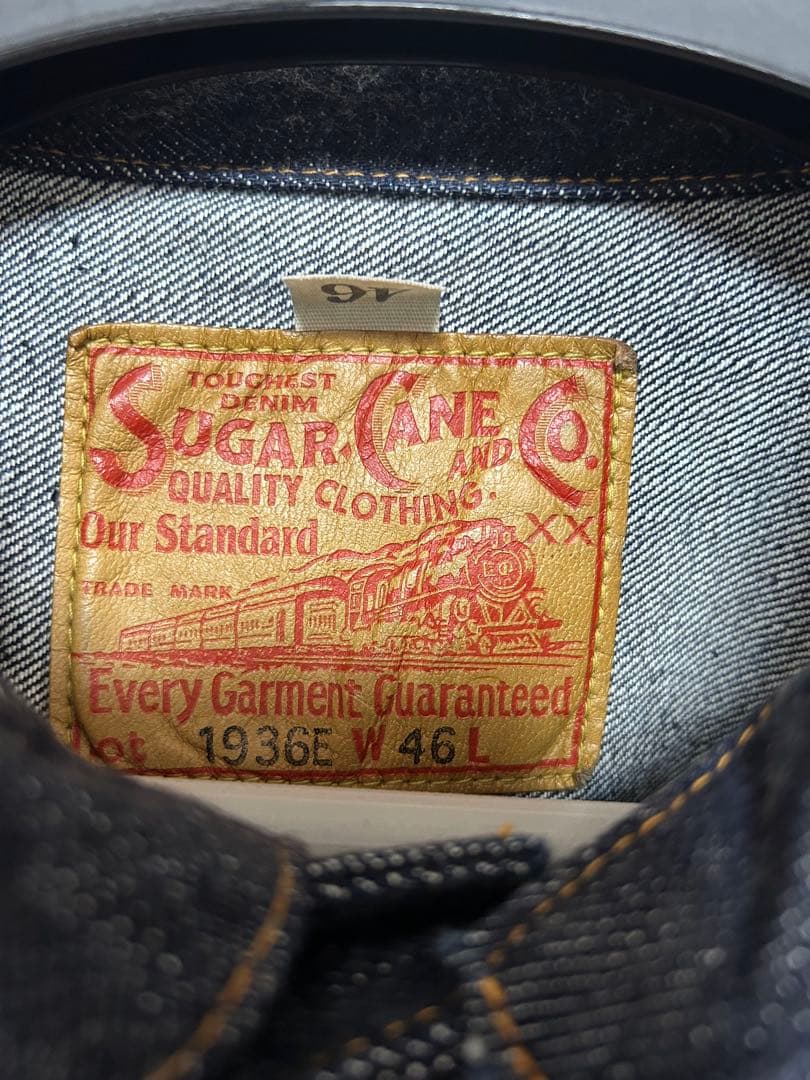 46
TOUGHEST
DENIM
SUGAR CANE CO.
AND
QUALITY CLOTHING.
Our Standard XX
TRADE MARK
Every Garment Guaranteed
Lot 1936E W 46 L